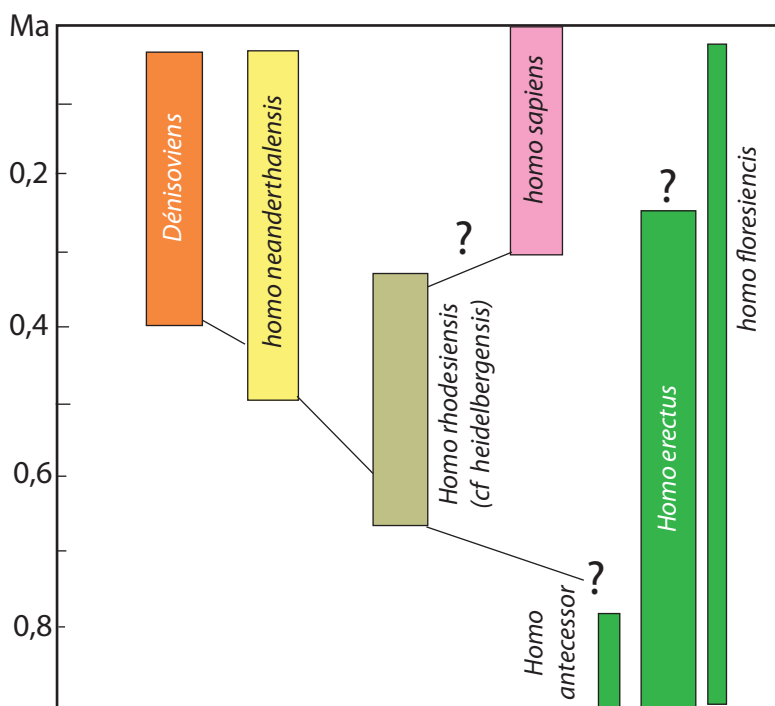 Ma
0,2
0,4
0,6
0,8
Dénisoviens
homo neanderthalensis
?
Homo rhodesiensis
(cf heidelbergensis)
homo sapiens
?
Homo
antecessor
?
Homo erectus
homo floresiencis